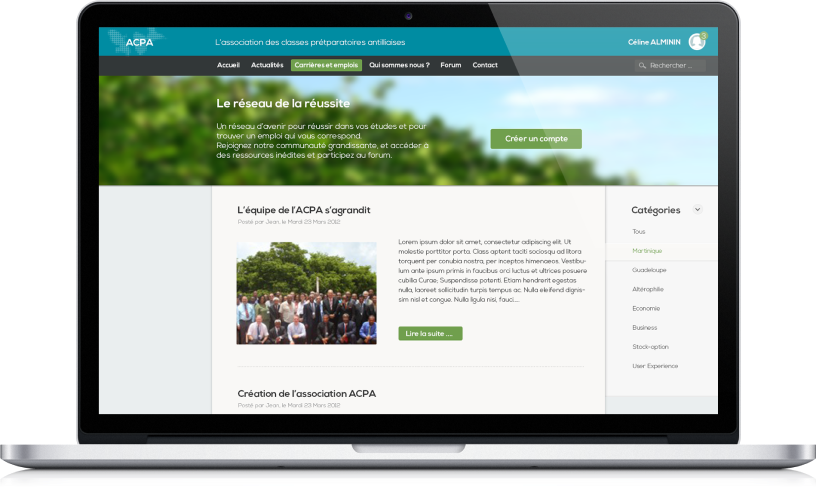 ACPA
L'association des classes prétparatoires antillaises
Céline ALMININ
3
Accueil Actualités Carrières et emplois Qui sommes nous ? Forum Contact
Rechercher ...
Le réseau de la réussite
Un réseau d'avenir pour réussir dans vos études et pour
trouver un emploi qui vous correspond.
Rejoignez notre communauté grandissante, et accéder à
des ressources inédites et participez au forum.
Créer un compte
L'équipe de l'ACPA s'agrandit
Posté par Jean, le Mardi 23 Mars 2012
Lorem ipsum dolor sit amet, consectetur adipiscing elit. Ut
molestie porttitor porta. Class aptent taciti sociosqu ad litora
torquent per conubia nostra, per inceptos himenaeos. Vestibu-
lum ante ipsum primis in faucibus orci luctus et ultrices posuere
cubilia Curae; Suspendisse potenti. Etiam hendrerit egestas
nulla, laoreet sollicitudin turpis tempus ac. Nulla eleifend dignis-
sim nisl et congue. Nulla ligula nisi, fauci....
Lire la suite ....
Création de l'association ACPA
Posté par Jean, le Mardi 23 Mars 2012
Catégories
Tous
Martinique
Guadeloupe
Altérophilie
Economie
Business
Stock-option
User Experience